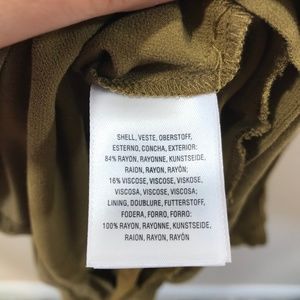 SHELL, VESTE, OBERSTOFF,
ESTERNO, CONCHA, EXTERIOR:
84% RAYON, RAYONNE, KUNSTSEIDE,
RAION, RAYON, RAYÓN;
16% VISCOSE, VISCOSE, VISKOSE,
VISCOSA, VISCOSE, VISCOSA;
LINING, DOUBLURE, FUTTERSTOFF,
FODERA, FORRO, FORRO:
100% RAYON, RAYONNE, KUNSTSEIDE,
RAION, RAYON, RAYÓN